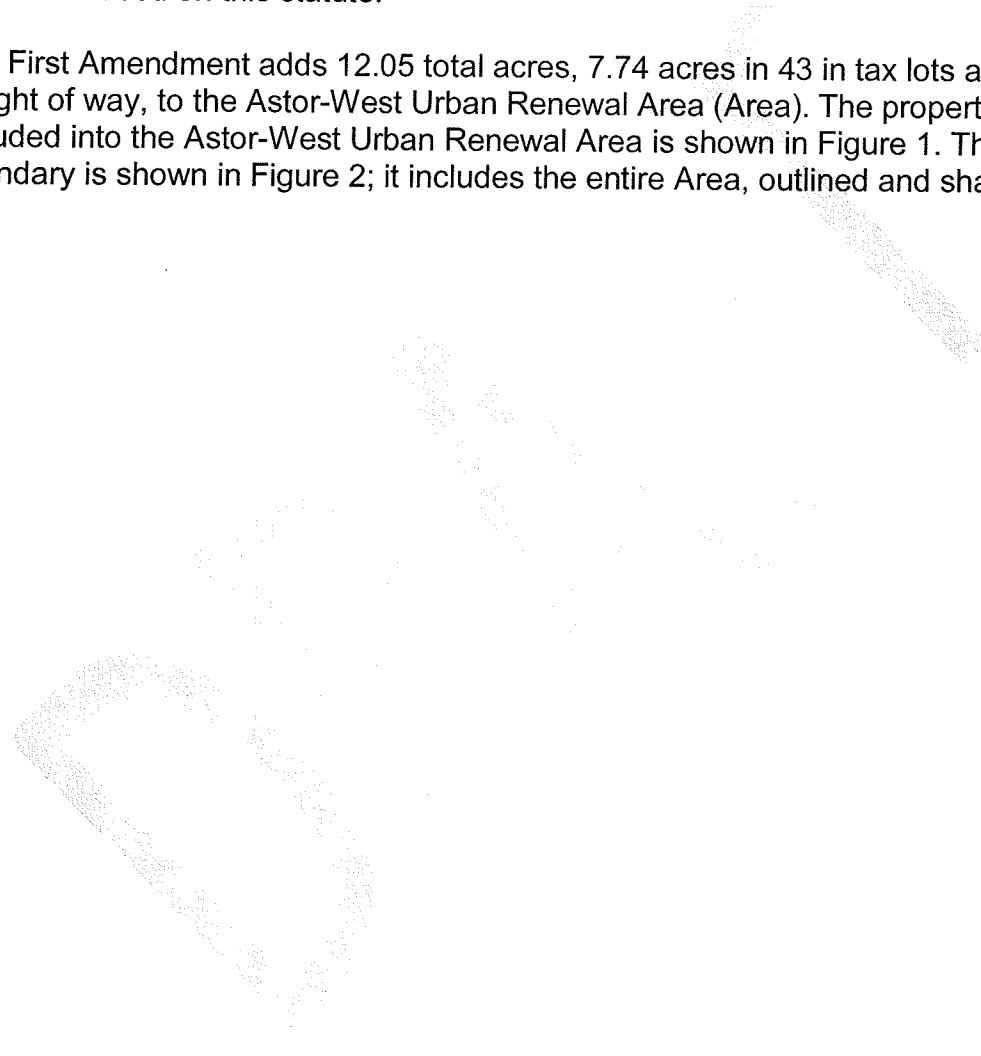 this statute.
First Amendment adds 12.05 total acres, 7.74 acres in 43 in tax lots a
ght of way, to the Astor-West Urban Renewal Area (Area). The propert
uded into the Astor-West Urban Renewal Area is shown in Figure 1. Th
ndary is shown in Figure 2; it includes the entire Area, outlined and sha